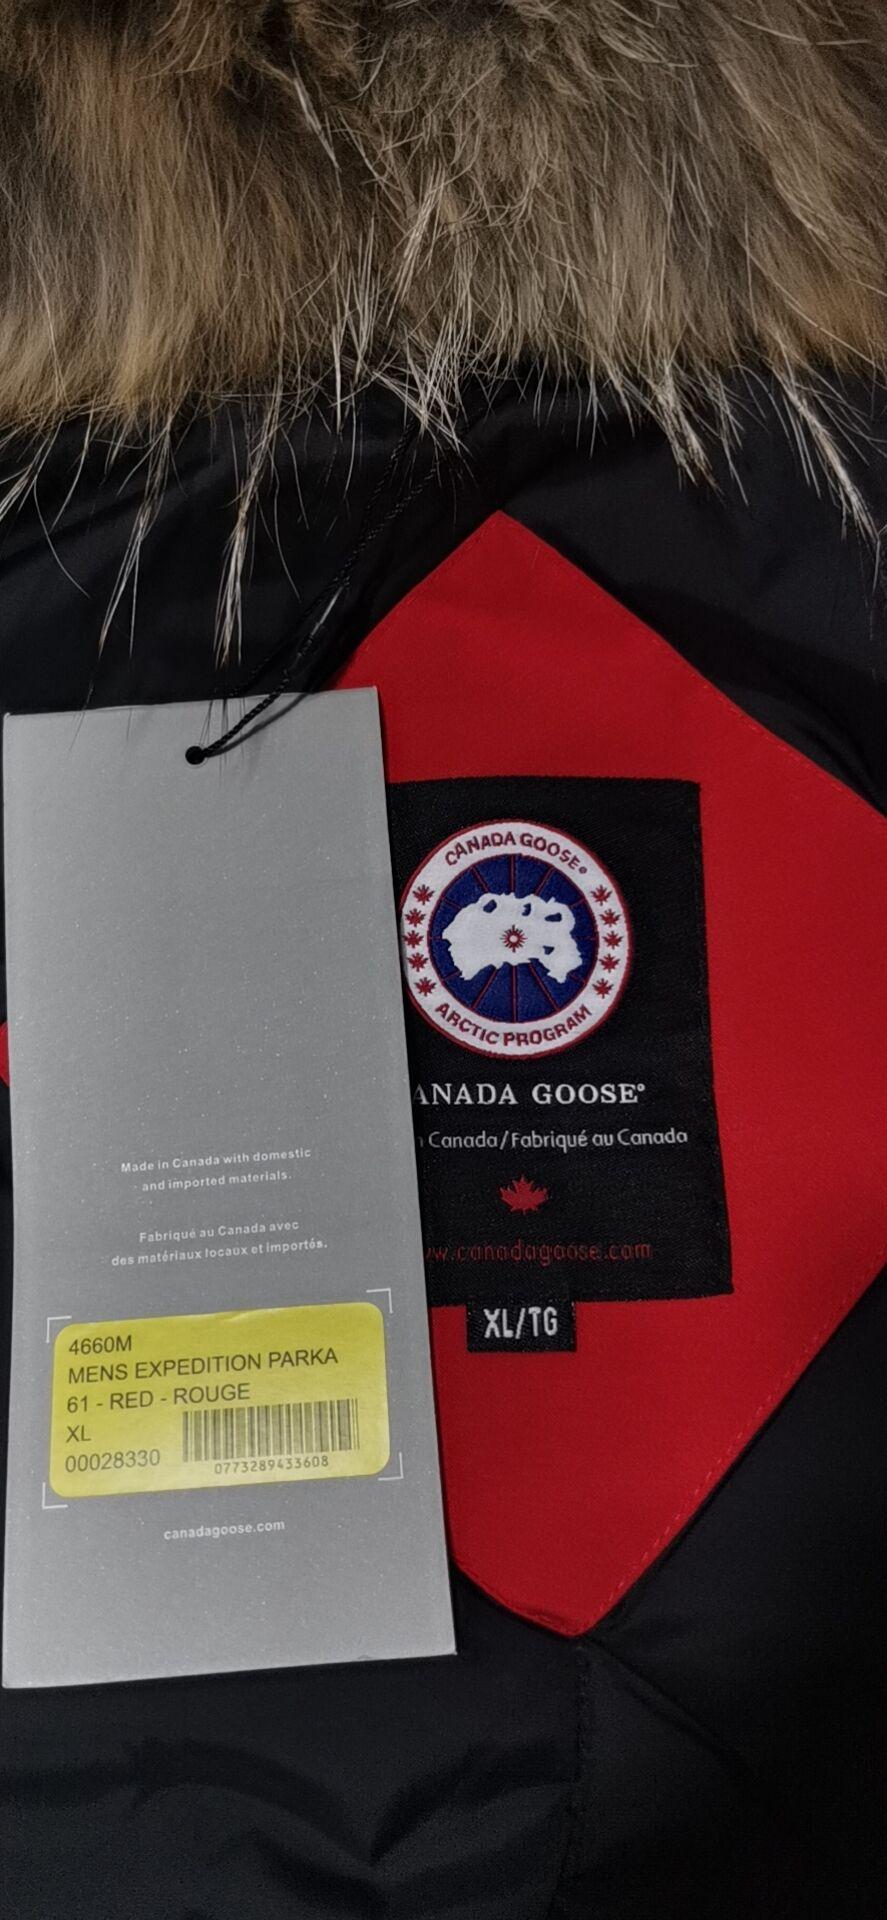 CANADA GOOSE®
ARCTIC PROGRAM
ANADA GOOSE®
Canada/Fabriqué au Canada
w.canadagoose.com
XL/TG
Made in Canada with domestic
and imported materials.
Fabriqué au Canada avec
des matériaux locaux et importés.
4660M
MENS EXPEDITION PARKA
61 - RED - ROUGE
XL
00028330
0773289433608
canadagoose.com